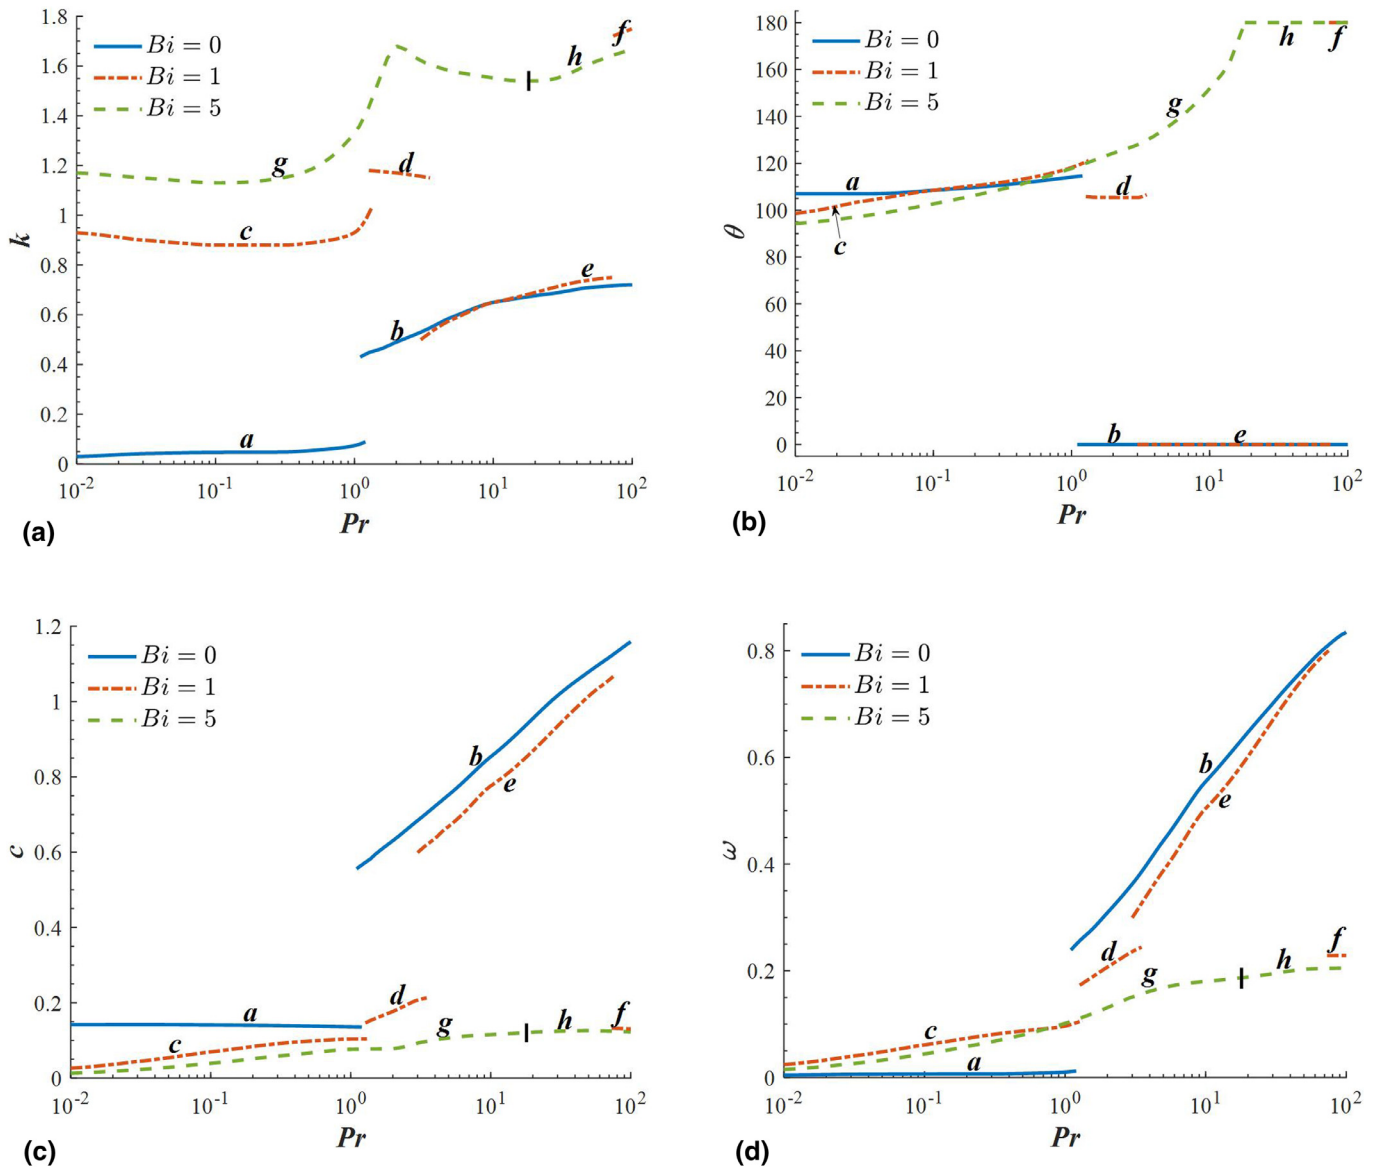 1.8
1.6
1.4
1.2
1
0.8
0.6
0.4
0.2
0
k
Bi = 0
Bi = 1
Bi = 5
f
h
g
d
c
e
b
a
10⁻² 10⁻¹ 10⁰ 10¹ 10²
Pr
(a)
180
160
140
120
100
80
60
40
20
0
θ
Bi = 0
Bi = 1
Bi = 5
h f
g
a
d
c
b e
10⁻² 10⁻¹ 10⁰ 10¹ 10²
Pr
(b)
1.2
1
0.8
0.6
0.4
0.2
0
c
Bi = 0
Bi = 1
Bi = 5
b
e
d
a
g h f
c
10⁻² 10⁻¹ 10⁰ 10¹ 10²
Pr
(c)
0.8
0.6
0.4
0.2
0
ω
Bi = 0
Bi = 1
Bi = 5
b
e
f
d
h
g
c
a
10⁻² 10⁻¹ 10⁰ 10¹ 10²
Pr
(d)